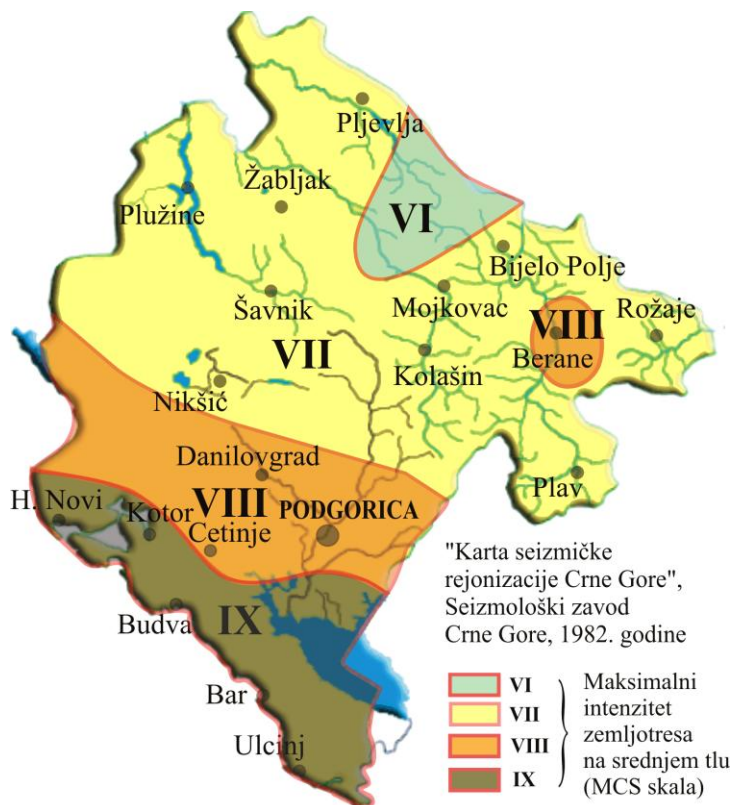 Pljevlja
Žabljak
Plužine
VI
Bijelo Polje
Šavnik
Mojkovac
VIII
Rožaje
VII
Berane
Kolašin
Nikšić
Danilovgrad
Plav
H. Novi
VIII
PODGORICA
Kotor
Cetinje
Budva
IX
Bar
Ulcinj
"Karta seizmičke
rejonizacije Crne Gore",
Seizmološki zavod
Crne Gore, 1982. godine
VI
VII
VIII
IX
Maksimalni
intenzitet
zemljotresa
na srednjem tlu
(MCS skala)